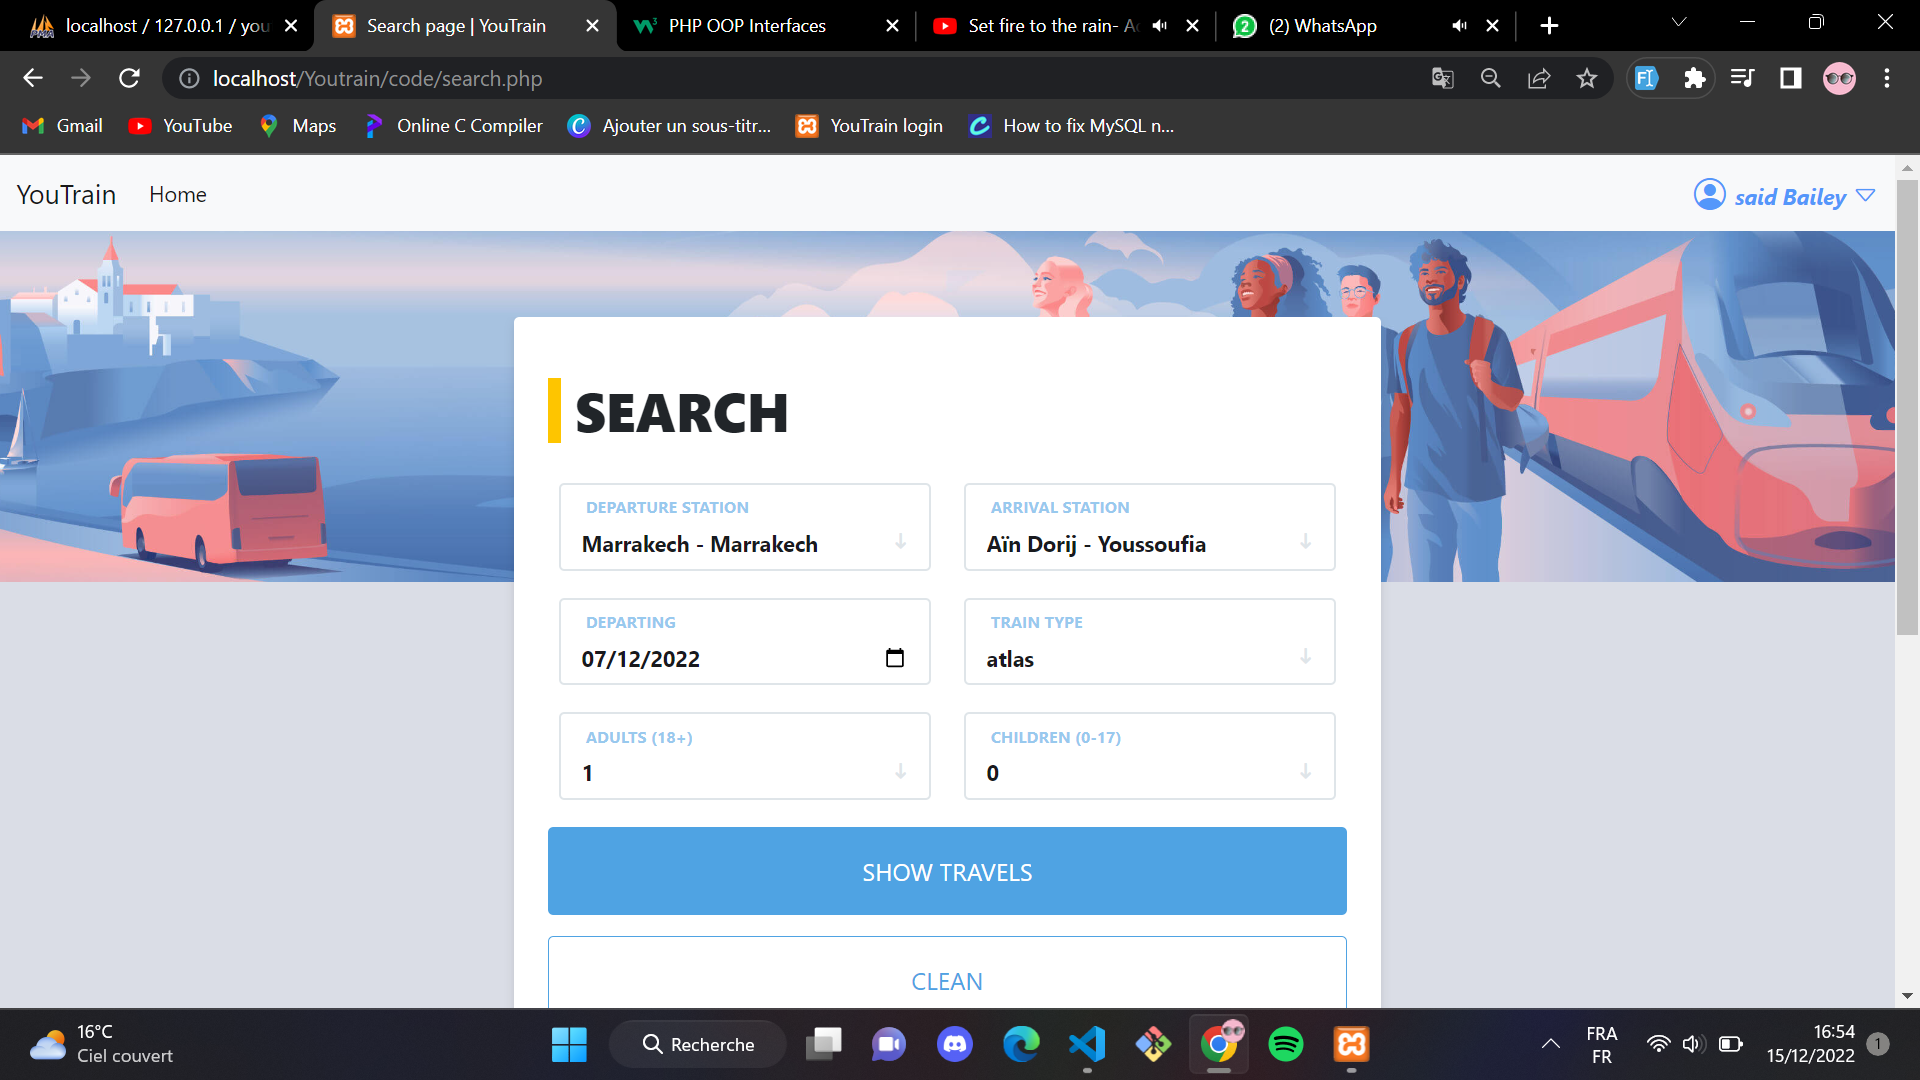 localhost / 127.0.0.1 / you
Search page | YouTrain
PHP OOP Interfaces
Set fire to the rain- A
(2) WhatsApp
localhost/Youtrain/code/search.php
Gmail
YouTube
Maps
Online C Compiler
Ajouter un sous-titr...
YouTrain login
How to fix MySQL n...
YouTrain
Home
said Bailey
SEARCH
DEPARTURE STATION
Marrakech - Marrakech
ARRIVAL STATION
Aïn Dorij - Youssoufia
DEPARTING
07/12/2022
TRAIN TYPE
atlas
ADULTS (18+)
1
CHILDREN (0-17)
0
SHOW TRAVELS
CLEAN
16°C
Ciel couvert
Recherche
FRA
FR
16:54
15/12/2022
1